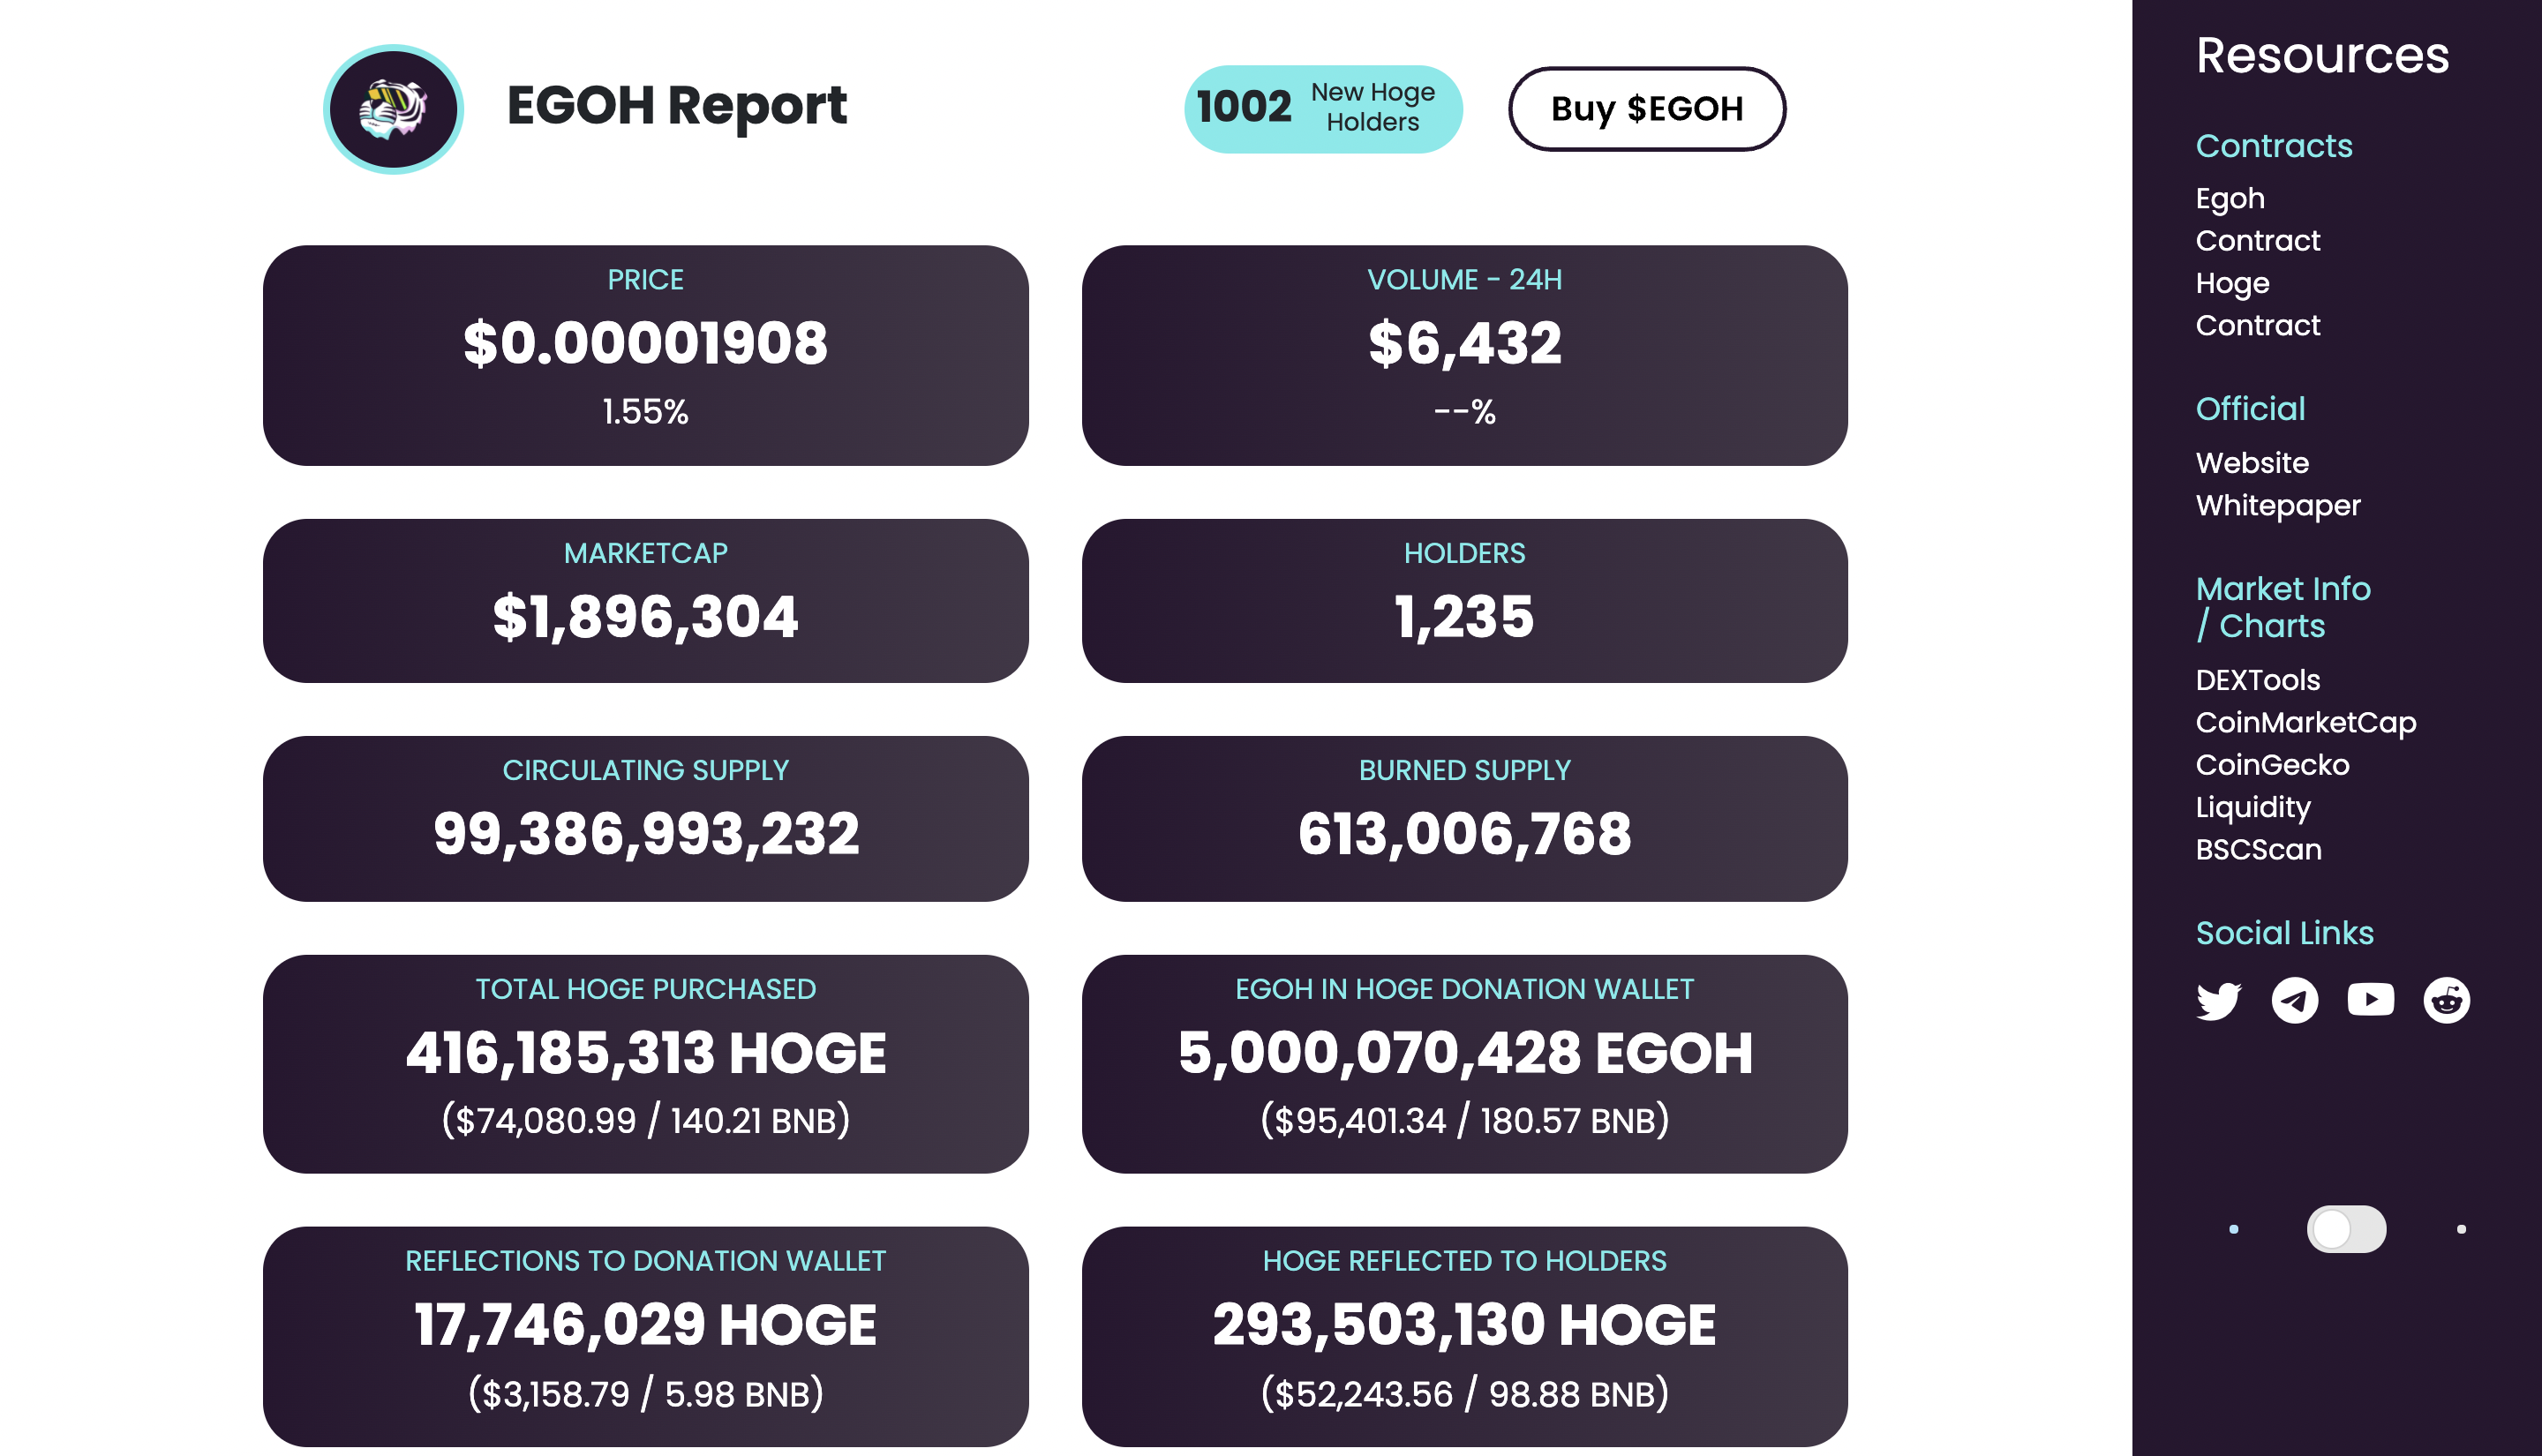 EGOH Report
1002
New Hoge
Holders
Buy $EGOH
PRICE
$0.00001908
1.55%
VOLUME - 24H
$6,432
--%
MARKETCAP
$1,896,304
HOLDERS
1,235
CIRCULATING SUPPLY
99,386,993,232
BURNED SUPPLY
613,006,768
TOTAL HOGE PURCHASED
416,185,313 HOGE
($74,080.99 / 140.21 BNB)
EGOH IN HOGE DONATION WALLET
5,000,070,428 EGOH
($95,401.34 / 180.57 BNB)
REFLECTIONS TO DONATION WALLET
17,746,029 HOGE
($3,158.79 / 5.98 BNB)
HOGE REFLECTED TO HOLDERS
293,503,130 HOGE
($52,243.56 / 98.88 BNB)
Resources
Contracts
Egoh
Contract
Hoge
Contract
Official
Website
Whitepaper
Market Info
/ Charts
DEXTools
CoinMarketCap
CoinGecko
Liquidity
BSCScan
Social Links